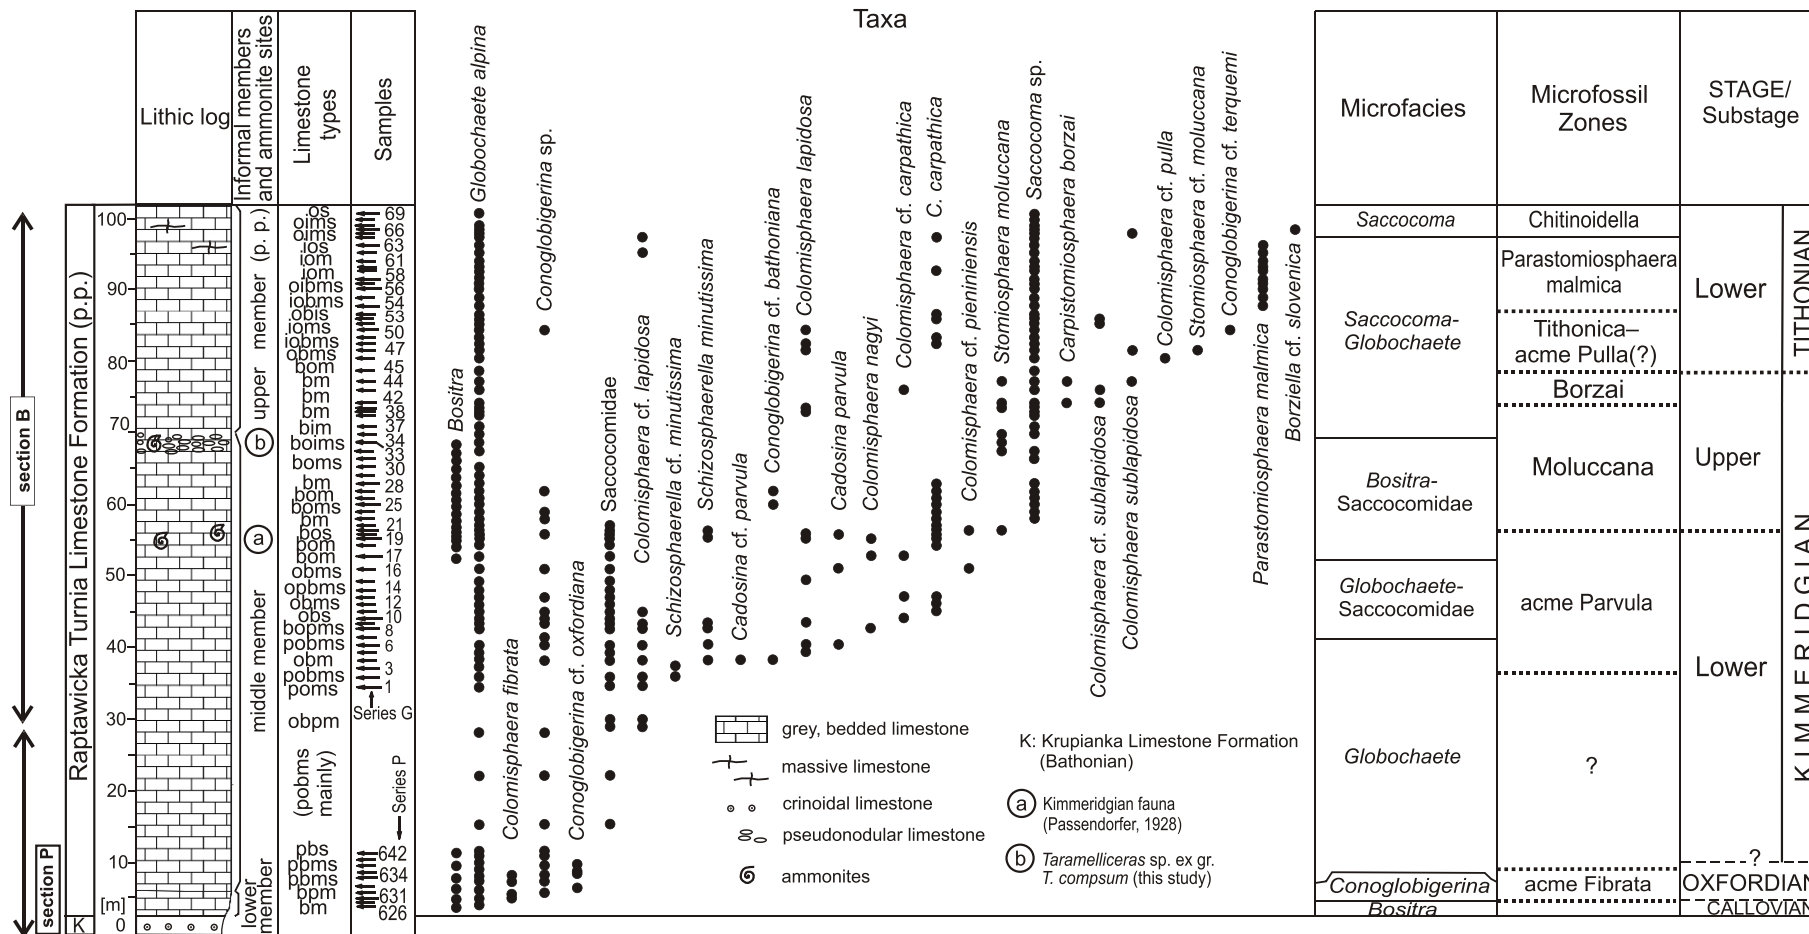 Taxa
Lithic log
Informal members
and ammonite sites
Limestone
types
Samples
Globochaete alpina
Bositra
Colomisphaera fibrata
Conoglobigerina sp.
Conoglobigerina cf. oxfordiana
Saccocomidae
Colomisphaera cf. lapidosa
Schizosphaerella cf. minutissima
Schizosphaerella minutissima
Cadosina cf. parvula
Conoglobigerina cf. bathoniana
Colomisphaera lapidosa
Cadosina parvula
Colomisphaera nagyi
Colomisphaera cf. carpathica
C. carpathica
Colomisphaera cf. pieniniensis
Stomiosphaera moluccana
Saccocoma sp.
Carpistomiosphaera borzai
Colomisphaera cf. sublapidosa
Colomisphaera sublapidosa
Colomisphaera cf. pulla
Stomiosphaera cf. moluccana
Conoglobigerina cf. terquemi
Parastomiosphaera malmica
Borziella cf. slovenica
Microfacies
Microfossil
Zones
STAGE/
Substage
section B
section P
Raptawicka Turnia Limestone Formation (p.p.)
K
100
90
80
70
60
50
40
30
20
10
[m]
0
upper member (p. p.)
middle member
lower
member
b
a
os
oims
oims
ios
iom
iom
oibms
iobms
obis
ioms
iobms
obms
bom
bm
bm
bm
bim
boims
boms
bm
bom
boms
bm
bos
bom
bom
obms
opbms
obms
obs
bopms
pobms
obm
pobms
poms
obpm
(pobms
mainly)
pbs
pbms
pbms
bpm
bm
69
66
63
61
58
56
54
53
50
47
45
44
42
38
37
34
33
30
28
25
21
19
17
16
14
12
10
8
6
3
1
Series G
Series P
642
634
631
626
grey, bedded limestone
massive limestone
crinoidal limestone
pseudonodular limestone
ammonites
K: Krupianka Limestone Formation
(Bathonian)
a
Kimmeridgian fauna
(Passendorfer, 1928)
b
Taramelliceras sp. ex gr.
T. compsum (this study)
Saccocoma
Saccocoma-
Globochaete
Bositra-
Saccocomidae
Globochaete-
Saccocomidae
Globochaete
Conoglobigerina
Bositra
Chitinoidella
Parastomiosphaera
malmica
Tithonica–
acme Pulla(?)
Borzai
Moluccana
acme Parvula
?
acme Fibrata
Lower
Upper
Lower
?
OXFORDIAN
CALLOVIAN
TITHONIAN
KIMMERIDGIAN